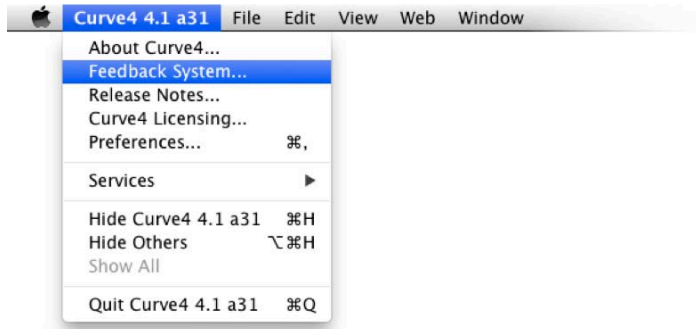 Curve4 4.1 a31 File Edit View Web Window
About Curve4...
Feedback System...
Release Notes...
Curve4 Licensing...
Preferences... ⌘,
Services ▶
Hide Curve4 4.1 a31 ⌘H
Hide Others ⌥⌘H
Show All
Quit Curve4 4.1 a31 ⌘Q